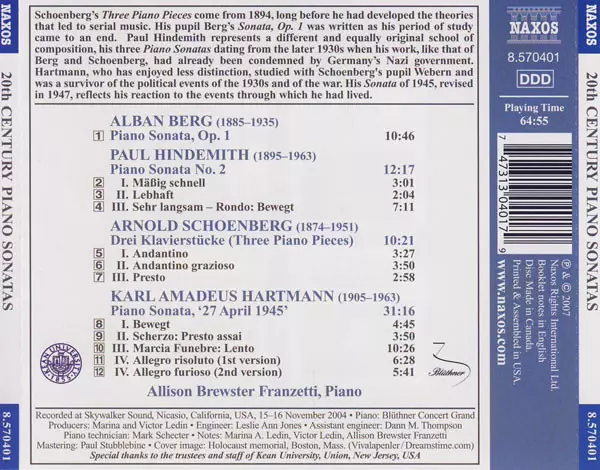 Schoenberg's Three Piano Pieces come from 1894, long before he had developed the theories
that led to serial music. His pupil Berg's Sonata, Op. 1 was written as his period of study
came to an end. Paul Hindemith represents a different and equally original school of
composition, his three Piano Sonatas dating from the later 1930s when his work, like that of
Berg and Schoenberg, had already been condemned by Germany's Nazi government.
Hartmann, who has enjoyed less distinction, studied with Schoenberg's pupil Webern and
was a survivor of the political events of the 1930s and of the war. His Sonata of 1945, revised
in 1947, reflects his reaction to the events through which he had lived.
ALBAN BERG (1885–1935)
1 Piano Sonata, Op. 1 10:46
PAUL HINDEMITH (1895–1963)
Piano Sonata No. 2 12:17
2 I. Mäßig schnell 3:01
3 II. Lebhaft 2:04
4 III. Sehr langsam – Rondo: Bewegt 7:11
ARNOLD SCHOENBERG (1874–1951)
Drei Klavierstücke (Three Piano Pieces) 10:21
5 I. Andantino 3:27
6 II. Andantino grazioso 3:50
7 III. Presto 2:58
KARL AMADEUS HARTMANN (1905–1963)
Piano Sonata, '27 April 1945' 31:16
8 I. Bewegt 4:45
9 II. Scherzo: Presto assai 3:50
10 III. Marcia Funebre: Lento 10:26
11 IV. Allegro risoluto (1st version) 6:28
12 IV. Allegro furioso (2nd version) 5:41
Allison Brewster Franzetti, Piano
Blüthner
KEAN UNIVERSITY
1855
Recorded at Skywalker Sound, Nicasio, California, USA, 15–16 November 2004 • Piano: Blüthner Concert Grand
Producers: Marina and Victor Ledin • Engineer: Leslie Ann Jones • Assistant engineer: Dann M. Thompson
Piano technician: Mark Schecter • Notes: Marina A. Ledin, Victor Ledin, Allison Brewster Franzetti
Mastering: Paul Stubblebine • Cover image: Holocaust memorial, Boston, Mass. (Vivalapenler / Dreamstime.com)
Special thanks to the trustees and staff of Kean University, Union, New Jersey, USA
NAXOS
8.570401
DDD
Playing Time
64:55
7 47313 04017 9
℗ & © 2007
Naxos Rights International Ltd.
Booklet notes in English
Disc Made in Canada.
Printed & Assembled in USA.
www.naxos.com
NAXOS
20th CENTURY PIANO SONATAS
8.570401
NAXOS
20th CENTURY PIANO SONATAS
8.570401